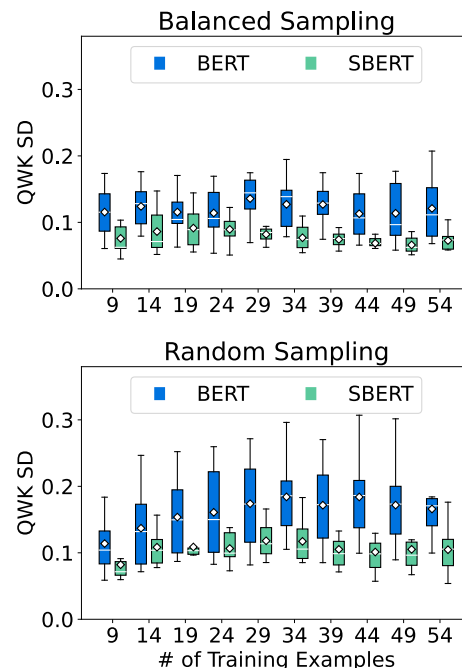 Balanced Sampling
BERT SBERT
QWK SD
0.3
0.2
0.1
0.0
9 14 19 24 29 34 39 44 49 54
Random Sampling
BERT SBERT
QWK SD
0.3
0.2
0.1
0.0
9 14 19 24 29 34 39 44 49 54
# of Training Examples